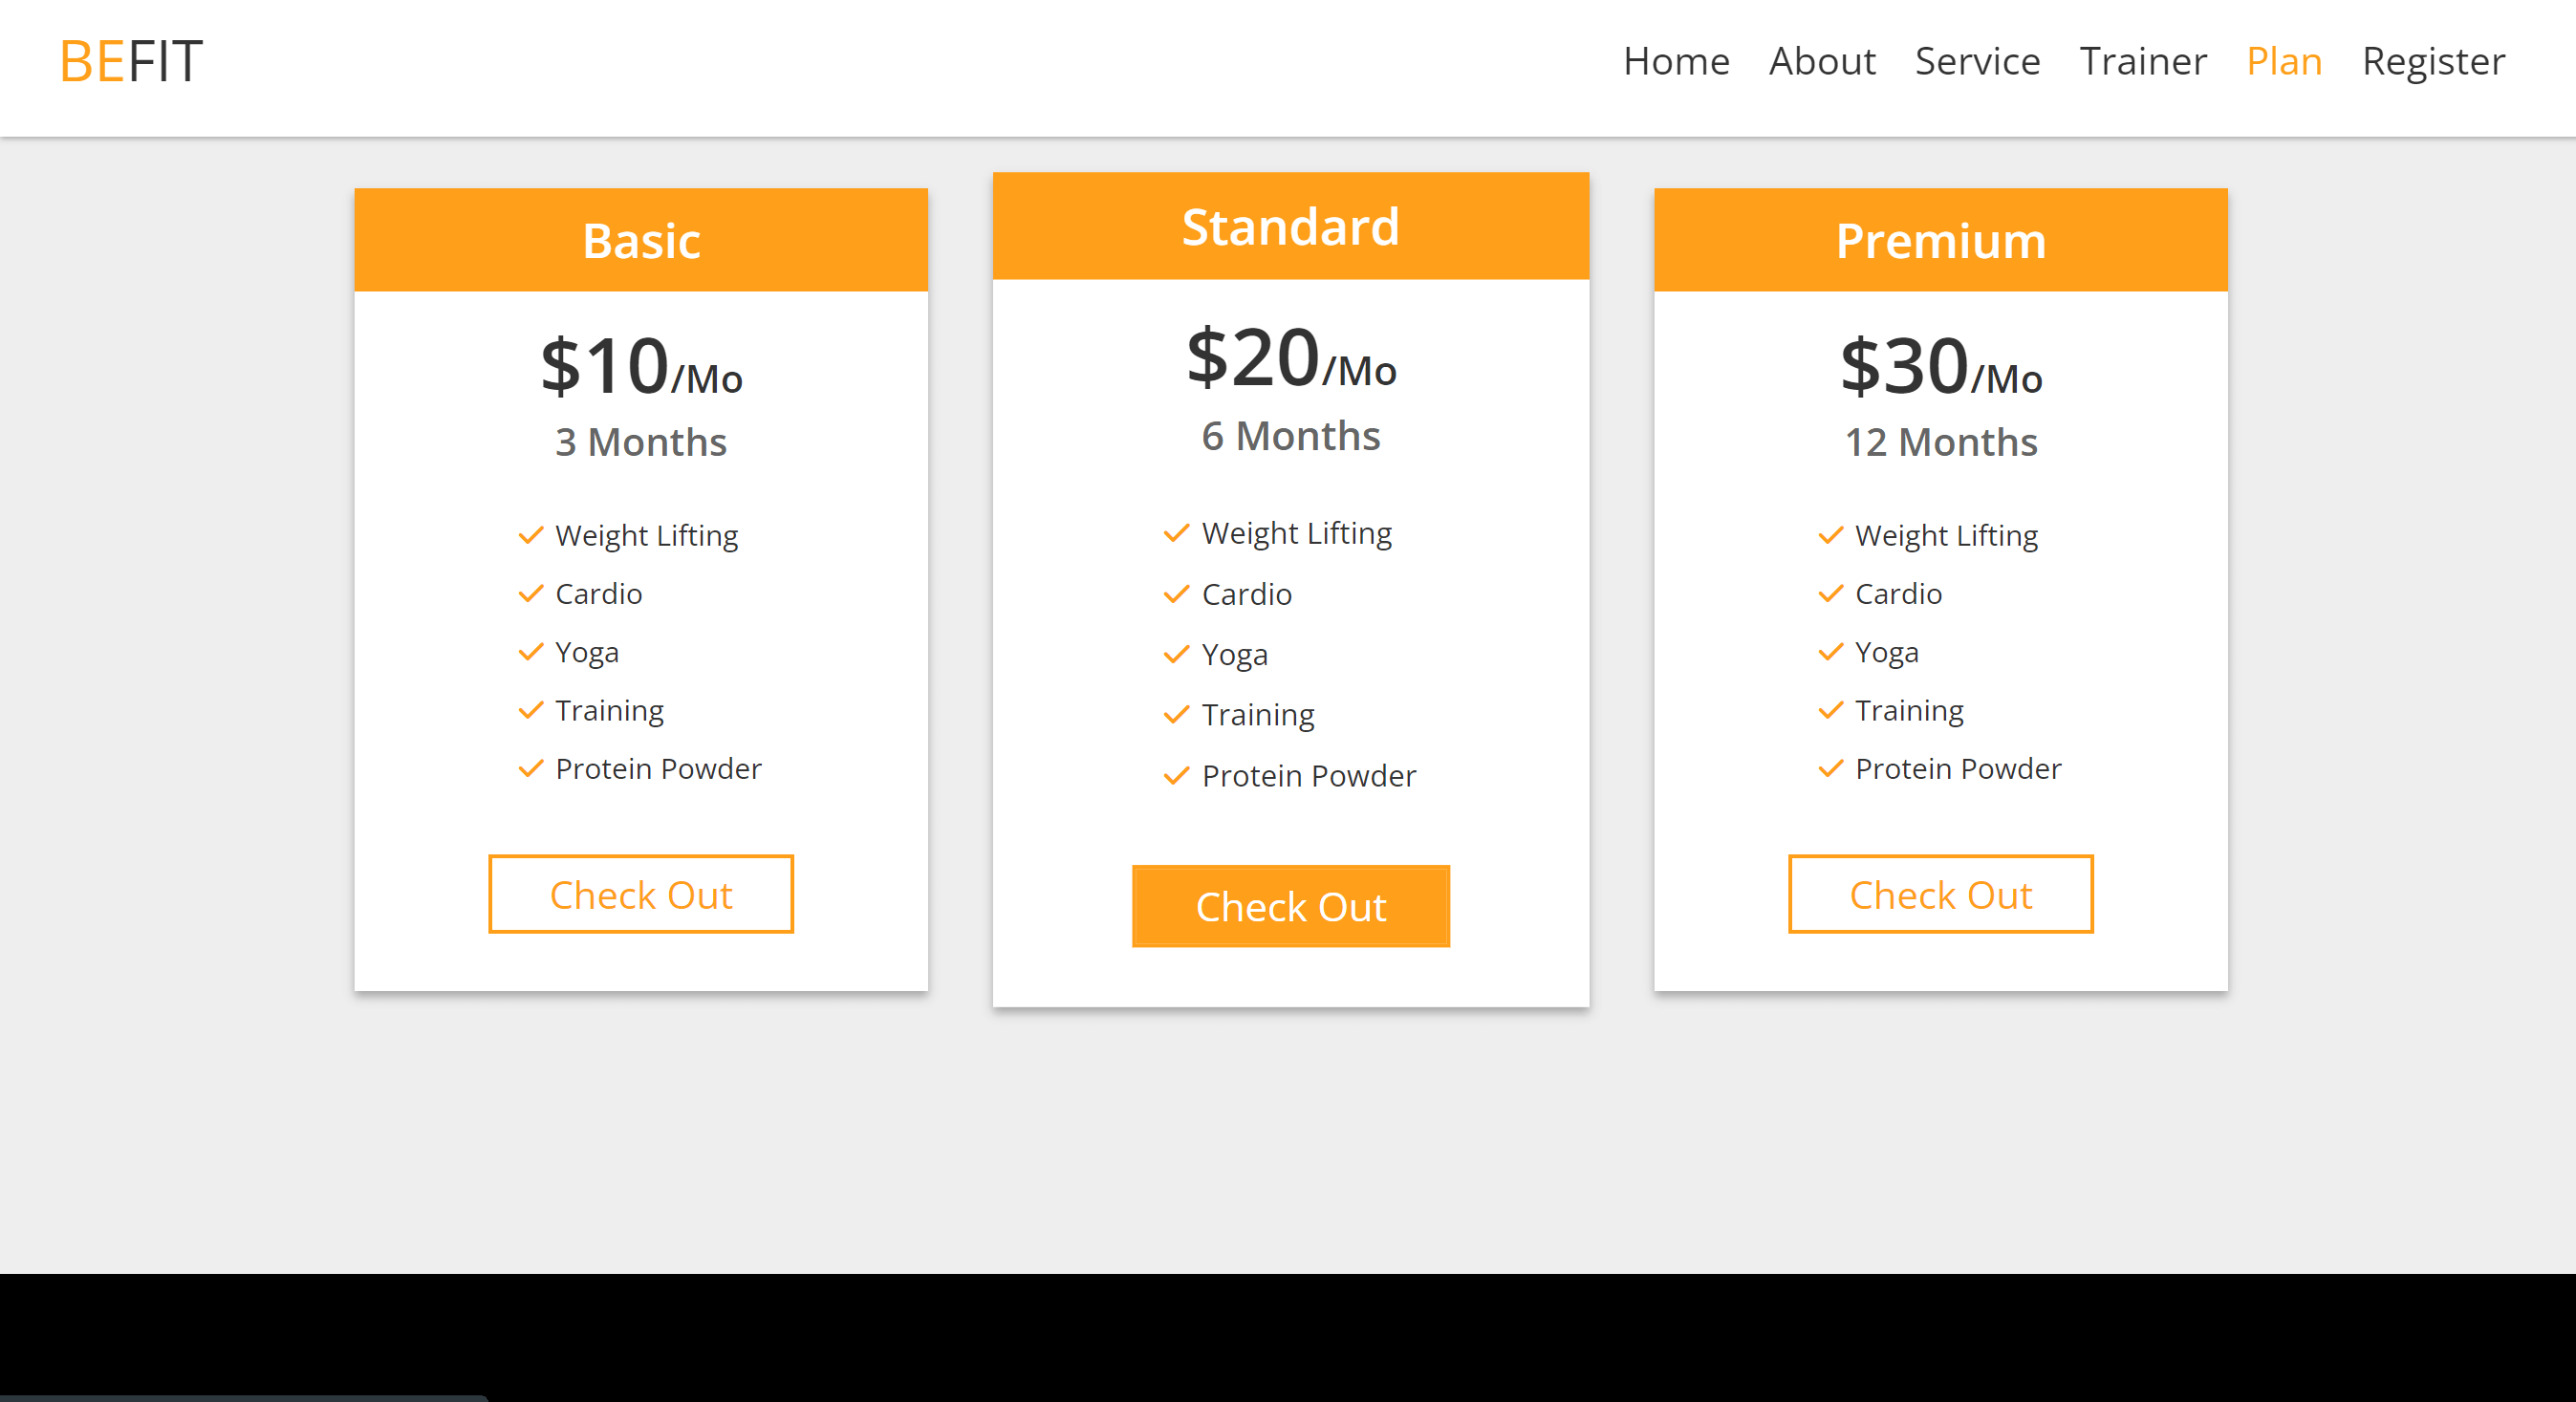 BEFIT
Home About Service Trainer Plan Register
Basic
$10/Mo
3 Months
Weight Lifting
Cardio
Yoga
Training
Protein Powder
Check Out
Standard
$20/Mo
6 Months
Weight Lifting
Cardio
Yoga
Training
Protein Powder
Check Out
Premium
$30/Mo
12 Months
Weight Lifting
Cardio
Yoga
Training
Protein Powder
Check Out